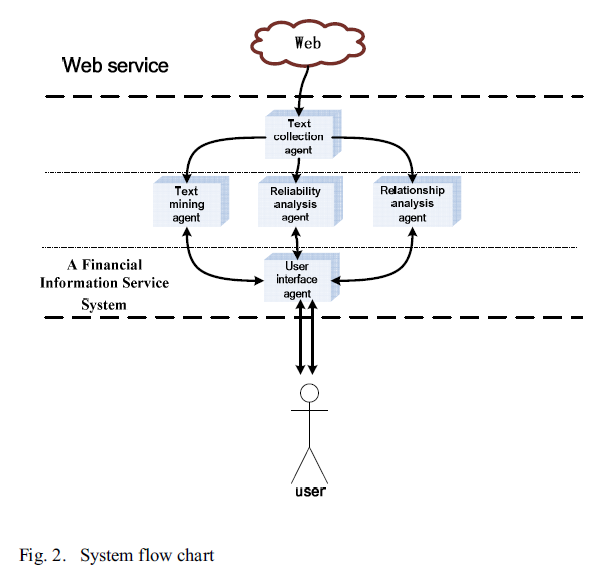 Web
Web service
Text
collection
agent
Text
mining
agent
Reliability
analysis
agent
Relationship
analysis
agent
A Financial
Information Service
System
User
interface
agent
user
Fig. 2. System flow chart